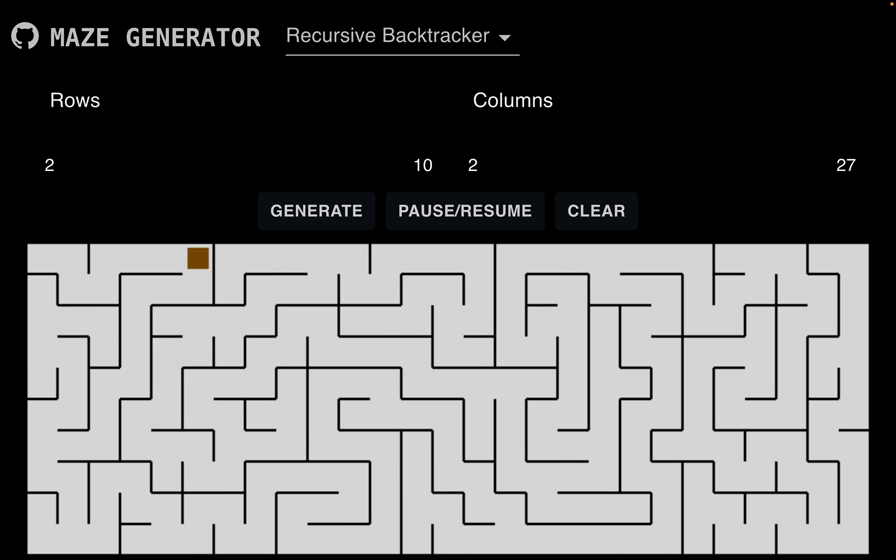 MAZE GENERATOR
Recursive Backtracker
Rows
Columns
2
10
2
27
GENERATE
PAUSE/RESUME
CLEAR